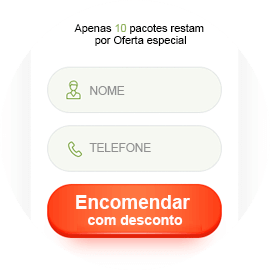 Apenas 10 pacotes restam
por Oferta especial
NOME
TELEFONE
Encomendar
com desconto